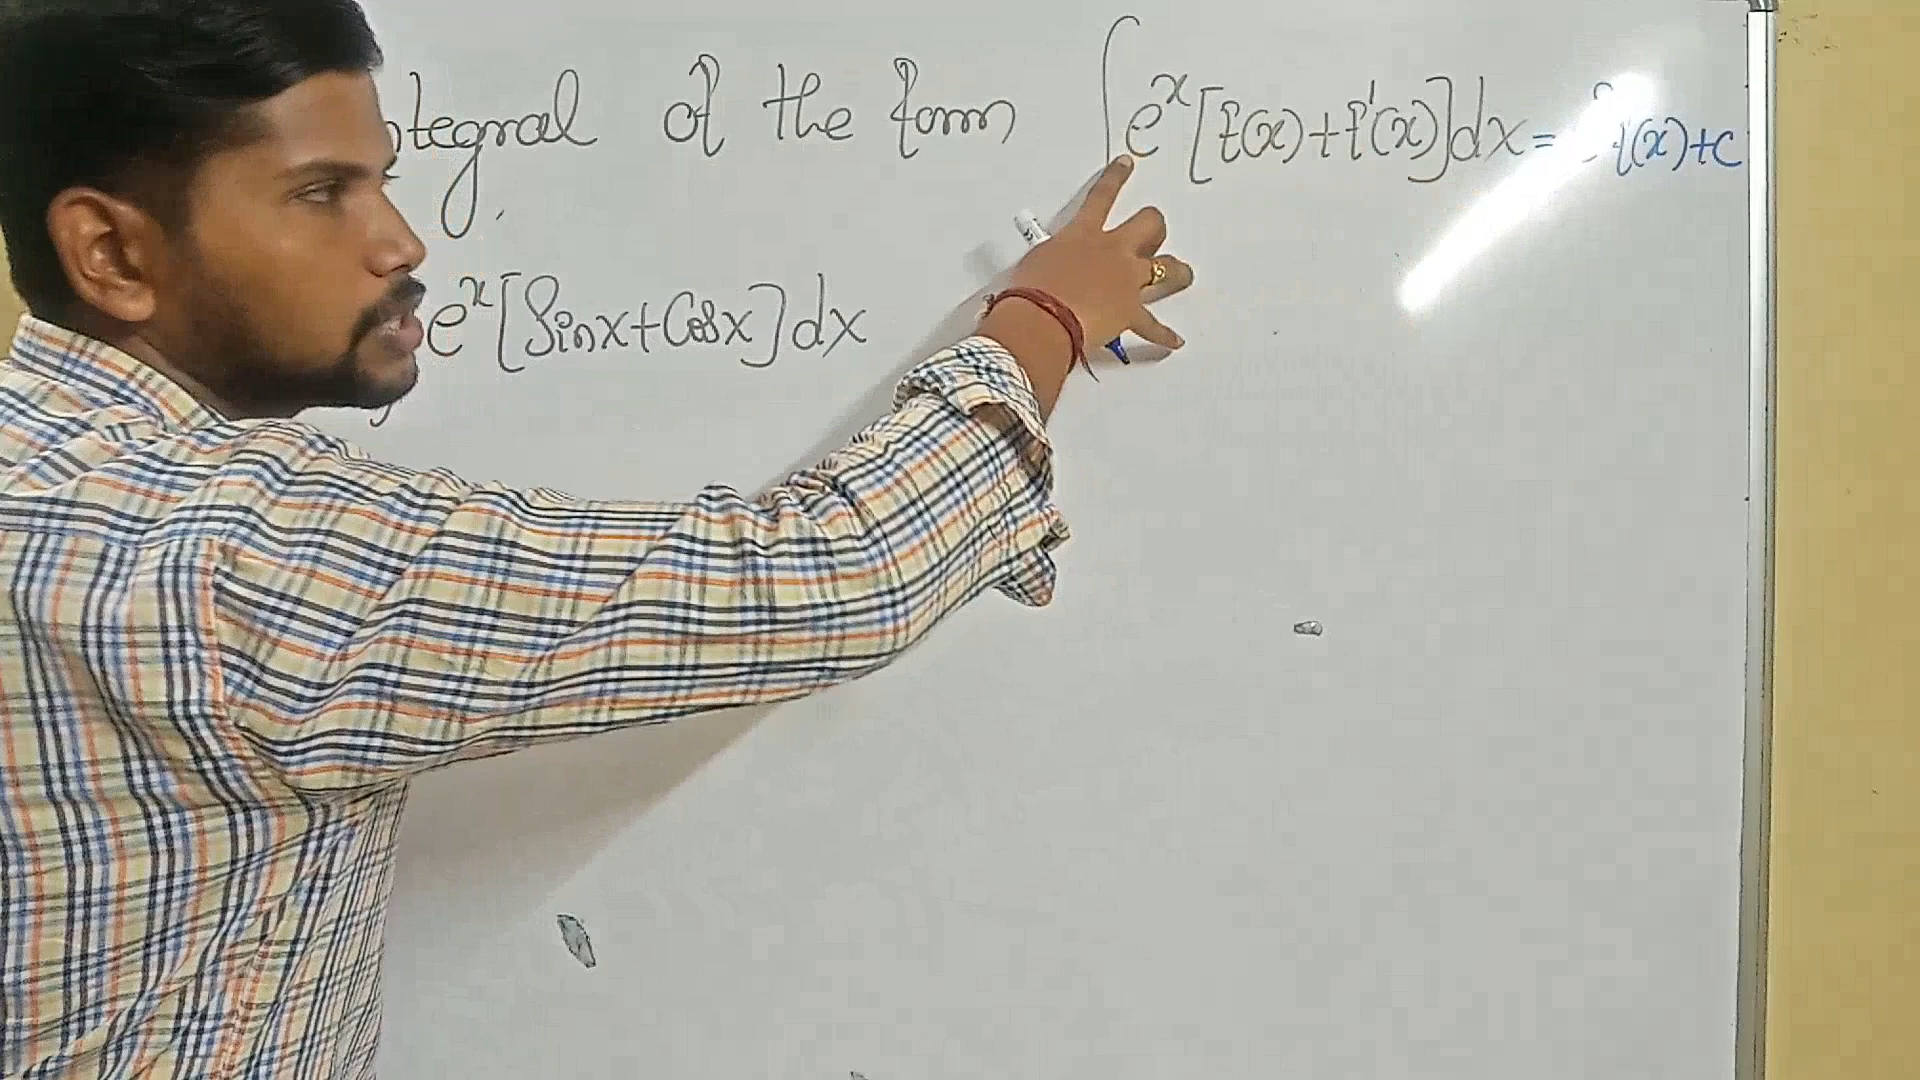 ntegral of the form ∫e^x[f(x)+f'(x)]dx= f(x)+c
e^x[Sinx+Cosx]dx